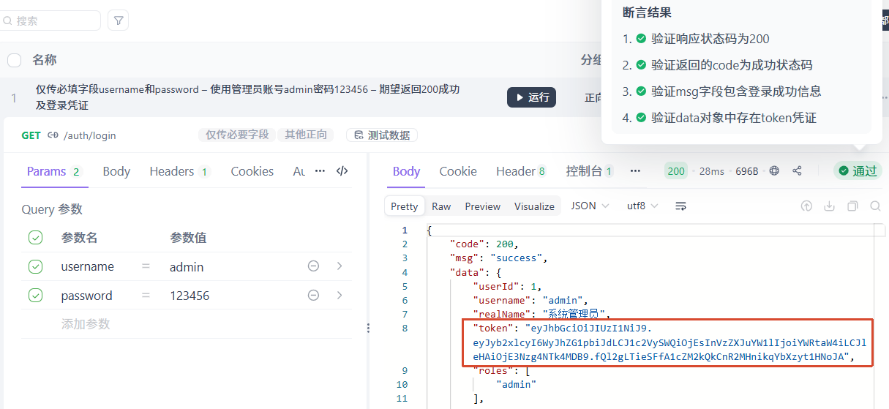 搜索
断言结果
1. 验证响应状态码为200
2. 验证返回的code为成功状态码
3. 验证msg字段包含登录成功信息
4. 验证data对象中存在token凭证
名称
分组
1
仅传必填字段username和password – 使用管理员账号admin密码123456 – 期望返回200成功
及登录凭证
运行
正向
GET /auth/login 仅传必要字段 其他正向 测试数据
Params 2 Body Headers 1 Cookies Au ··· </>
Body Cookie Header 8 控制台 1 ··· 200 · 28ms · 696B · 通过
Query 参数
参数名 参数值
username = admin
password = 123456
添加参数
Pretty Raw Preview Visualize JSON utf8
1 {
2 "code": 200,
3 "msg": "success",
4 "data": {
5 "userId": 1,
6 "username": "admin",
7 "realName": "系统管理员",
8 "token": "eyJhbGciOiJIUzI1NiJ9.
eyJyb2xlcyI6WyJhZG1pbiJdLCJ1c2VySWQiOjEsInVzZXJuYW1lIjoiYWRtaW4iLCJl
eHAiOjE3Nzg4NTk4MDB9.fQl2gLTieSFfA1cZM2kQkCnR2MHnikqYbXzyt1HNoJA",
9 "roles": [
10 "admin"
11 ],